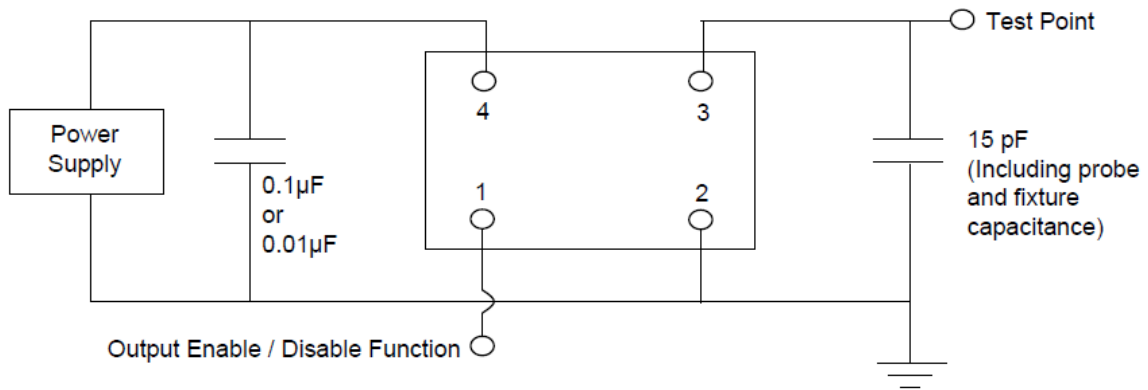 Test Point
4
3
Power
Supply
15 pF
(Including probe
and fixture
capacitance)
0.1µF
or
0.01µF
1
2
Output Enable / Disable Function